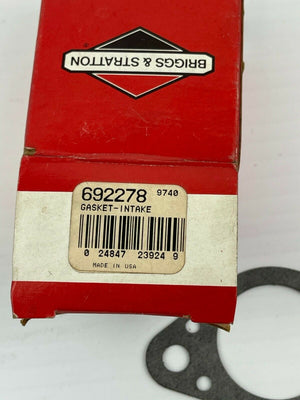 BRIGGS & STRATTON
692278 9740
GASKET-INTAKE
0 24847 23924 9
MADE IN USA